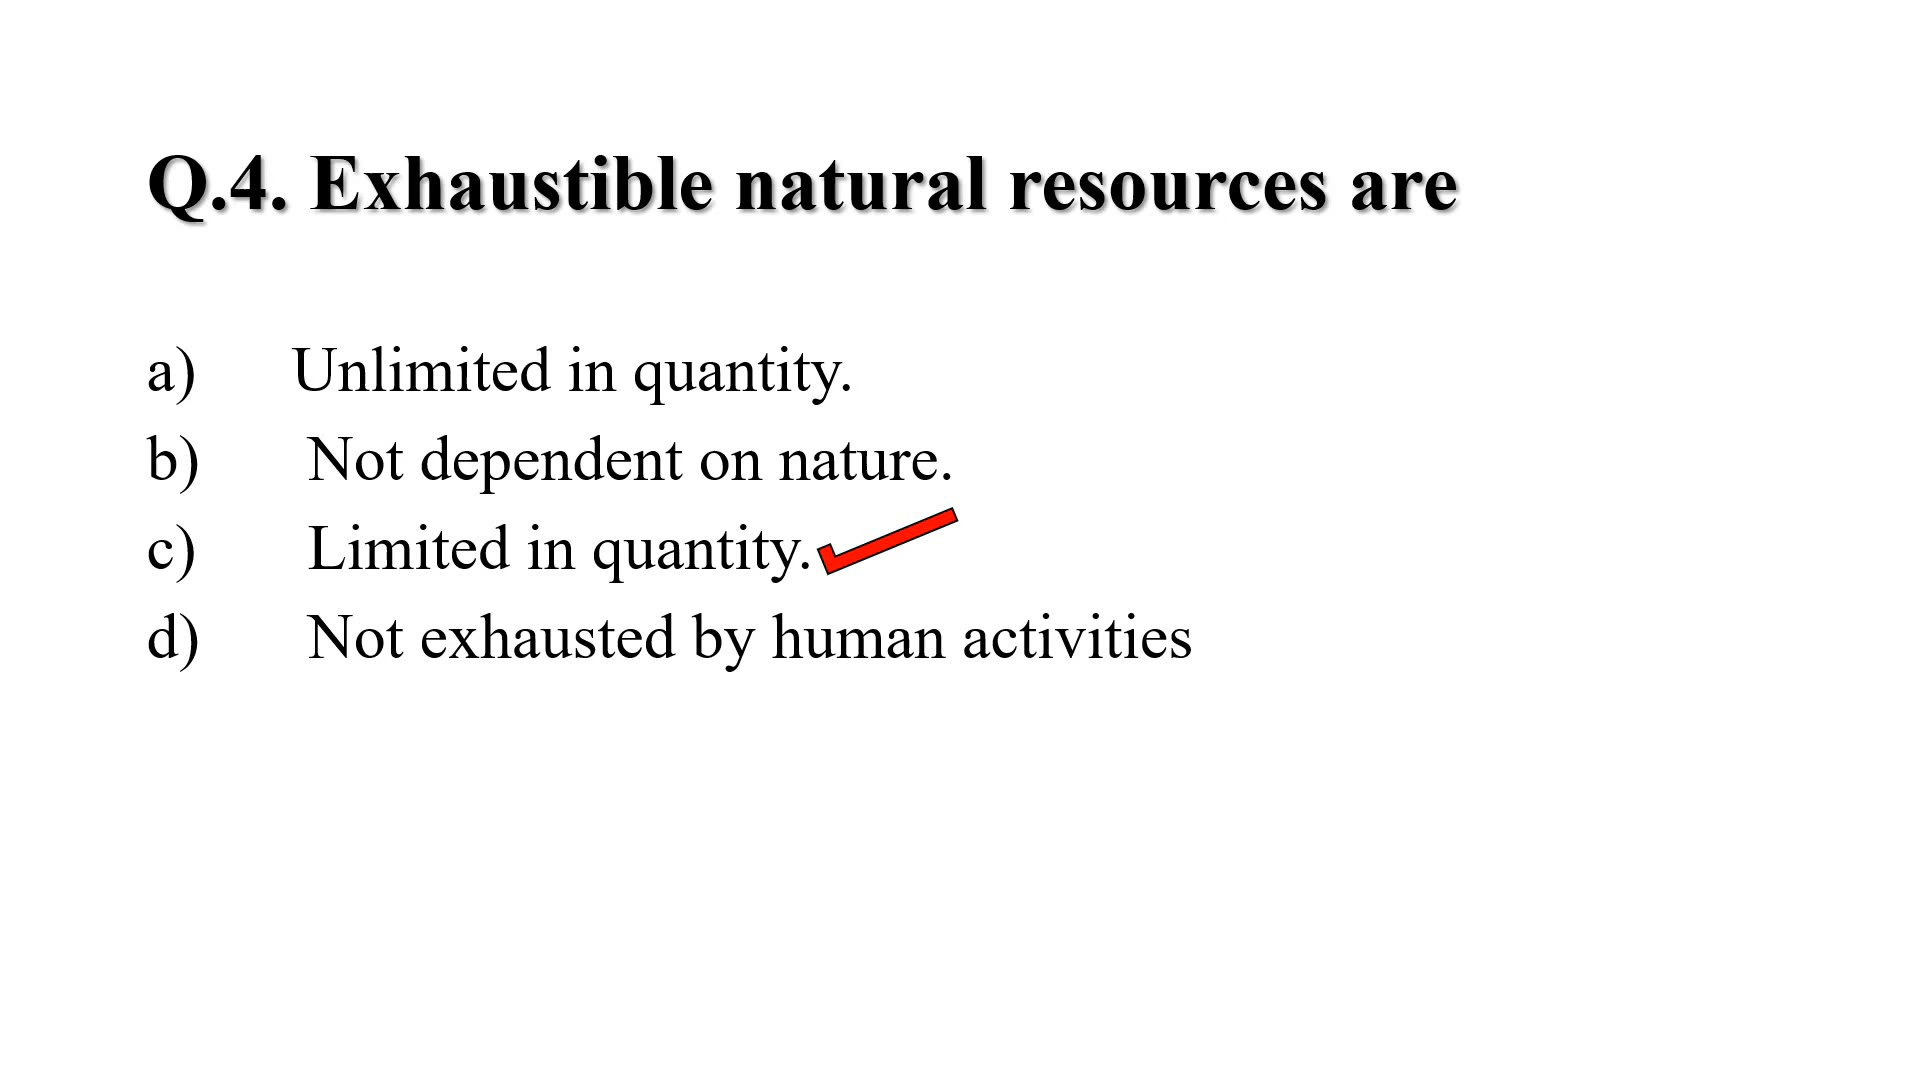 Q.4. Exhaustible natural resources are
a) Unlimited in quantity.
b) Not dependent on nature.
c) Limited in quantity.
d) Not exhausted by human activities